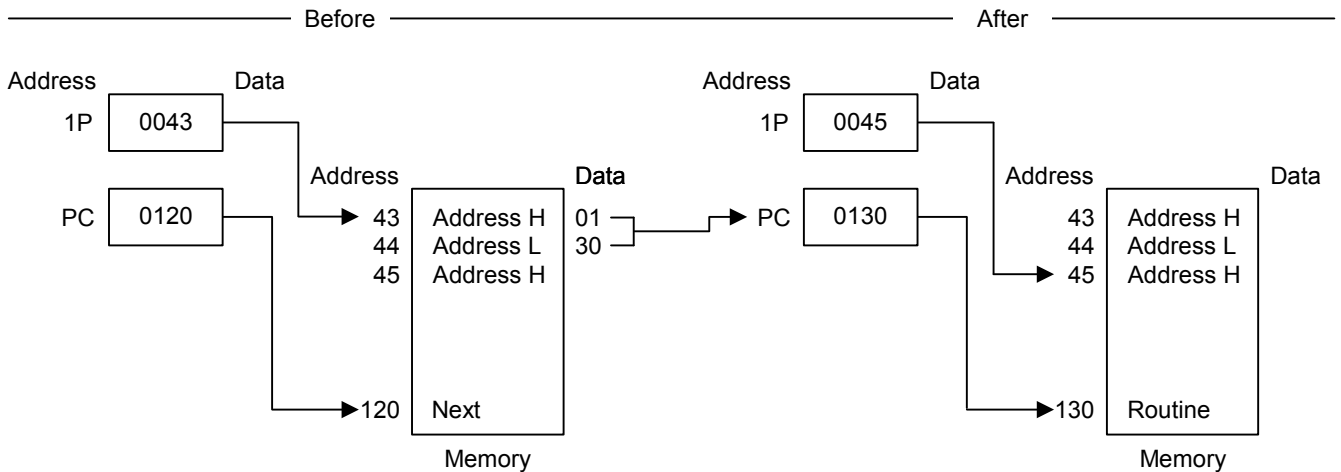 Before After
Address Data Address Data
1P 0043 1P 0045
Address Data Address Data
PC 0120 43 Address H 01 PC 0130 43 Address H
44 Address L 30 44 Address L
45 Address H 45 Address H
120 Next 130 Routine
Memory Memory